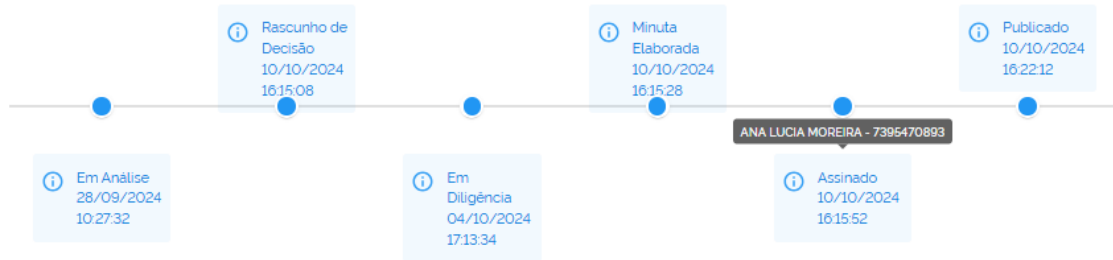 Rascunho de
Decisão
10/10/2024
16:15:08
Minuta
Elaborada
10/10/2024
16:15:28
Publicado
10/10/2024
16:22:12
ANA LUCIA MOREIRA - 7395470893
Em Análise
28/09/2024
10:27:32
Em
Diligência
04/10/2024
17:13:34
Assinado
10/10/2024
16:15:52